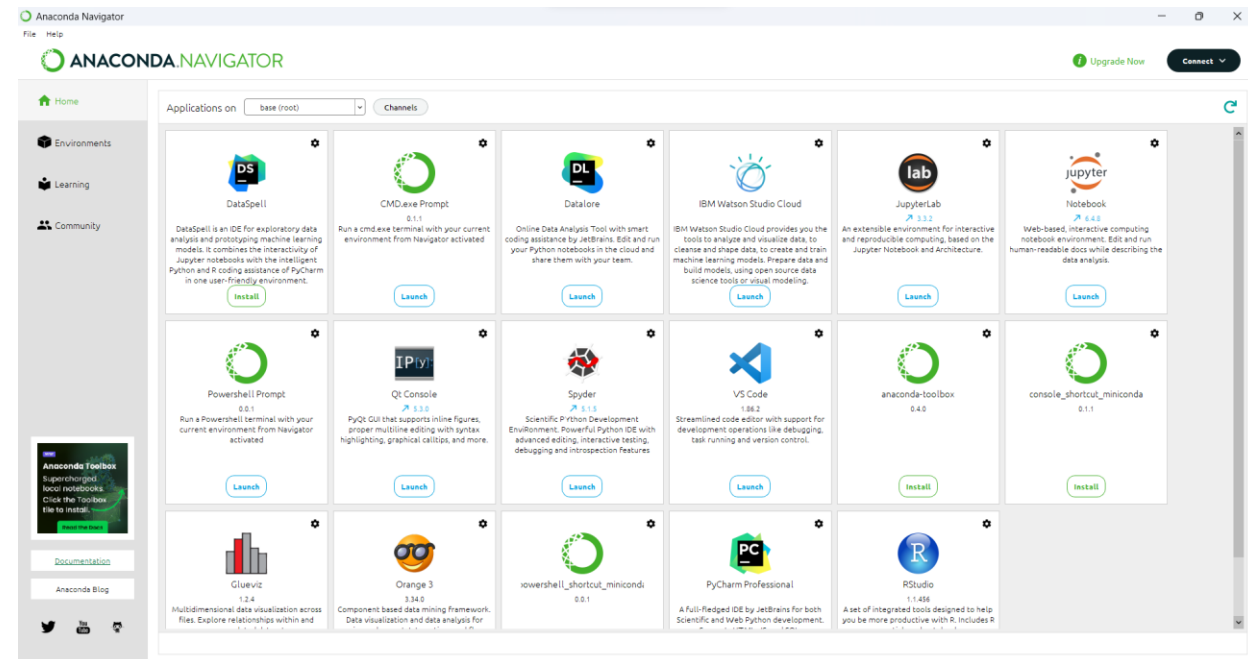 Anaconda Navigator
File Help
ANACONDA.NAVIGATOR
Upgrade Now
Connect
Home
Environments
Learning
Community
Applications on base (root) Channels
DS
DataSpell
DataSpell is an IDE for exploratory data
analysis and prototyping machine learning
models. It combines the interactivity of
Jupyter notebooks with the intelligent
Python and R coding assistance of PyCharm
in one user-friendly environment.
Install
CMD.exe Prompt
0.1.1
Run a cmd.exe terminal with your current
environment from Navigator activated
Launch
DL
Datalore
Online Data Analysis Tool with smart
coding assistance by JetBrains. Edit and run
your Python notebooks in the cloud and
share them with your team.
Launch
IBM Watson Studio Cloud
IBM Watson Studio Cloud provides you the
tools to analyze and visualize data, to
cleanse and shape data, to create and train
machine learning models. Prepare data and
build models, using open source data
science tools or visual modeling.
Launch
lab
JupyterLab
3.3.2
An extensible environment for interactive
and reproducible computing, based on the
Jupyter Notebook and Architecture.
Launch
jupyter
Notebook
6.4.8
Web-based, interactive computing
notebook environment. Edit and run
human-readable docs while describing the
data analysis.
Launch
Powershell Prompt
0.0.1
Run a Powershell terminal with your
current environment from Navigator
activated
Launch
IP[y]:
Qt Console
5.3.0
PyQt GUI that supports inline figures,
proper multiline editing with syntax
highlighting, graphical calltips, and more.
Launch
Spyder
5.1.5
Scientific PYthon Development
EnviRonment. Powerful Python IDE with
advanced editing, interactive testing,
debugging and introspection features
Launch
VS Code
1.86.2
Streamlined code editor with support for
development operations like debugging,
task running and version control.
Launch
anaconda-toolbox
0.4.0
Install
console_shortcut_miniconda
0.1.1
Install
Glueviz
1.2.4
Multidimensional data visualization across
files. Explore relationships within and
Orange 3
3.34.0
Component based data mining framework.
Data visualization and data analysis for
owershell_shortcut_minicond
0.0.1
PC
PyCharm Professional
A full-fledged IDE by JetBrains for both
Scientific and Web Python development.
R
RStudio
1.1.456
A set of integrated tools designed to help
you be more productive with R. Includes R
NEW
Anaconda Toolbox
Supercharged
local notebooks.
Click the Toolbox
tile to install.
Read the Docs
Documentation
Anaconda Blog
You
Tube